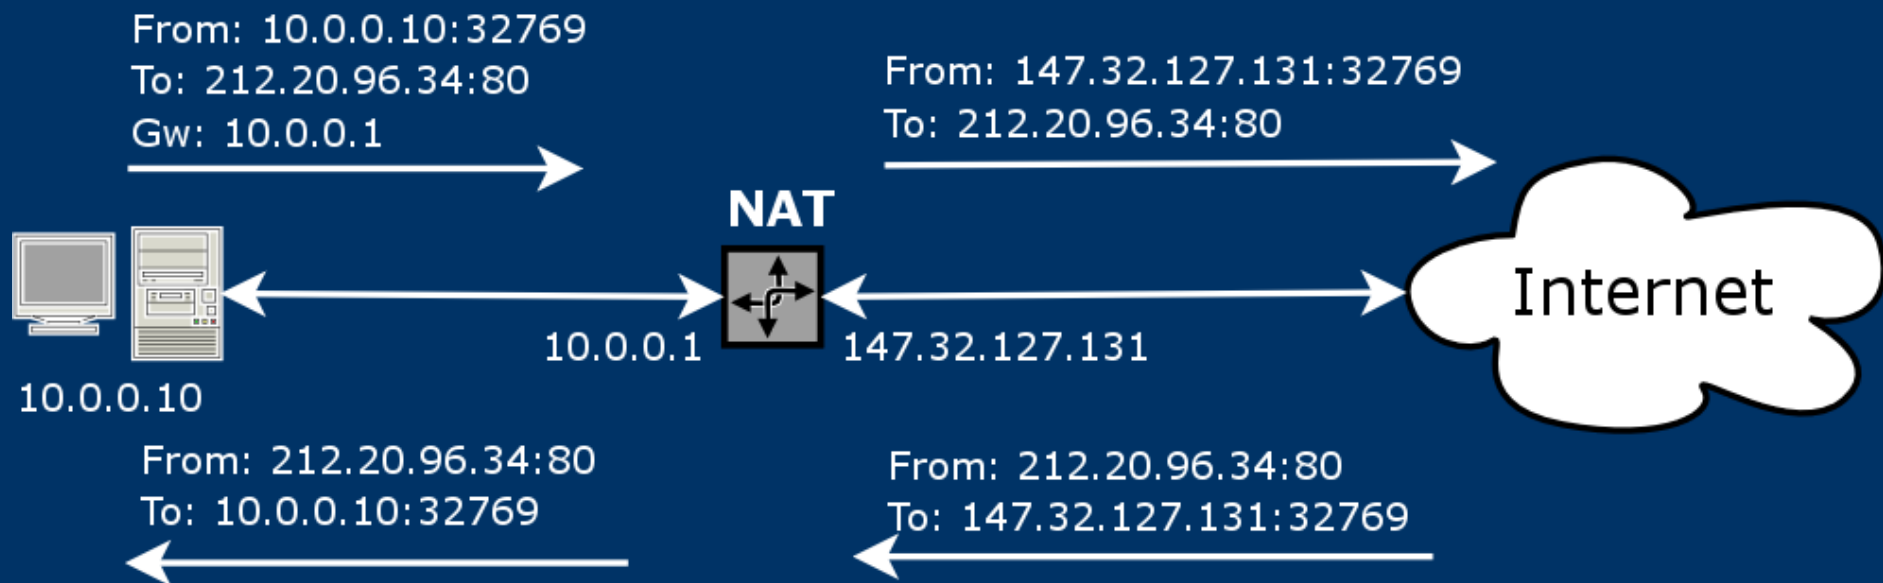 From: 10.0.0.10:32769
To: 212.20.96.34:80
Gw: 10.0.0.1
From: 147.32.127.131:32769
To: 212.20.96.34:80
NAT
Internet
10.0.0.1
147.32.127.131
10.0.0.10
From: 212.20.96.34:80
To: 10.0.0.10:32769
From: 212.20.96.34:80
To: 147.32.127.131:32769